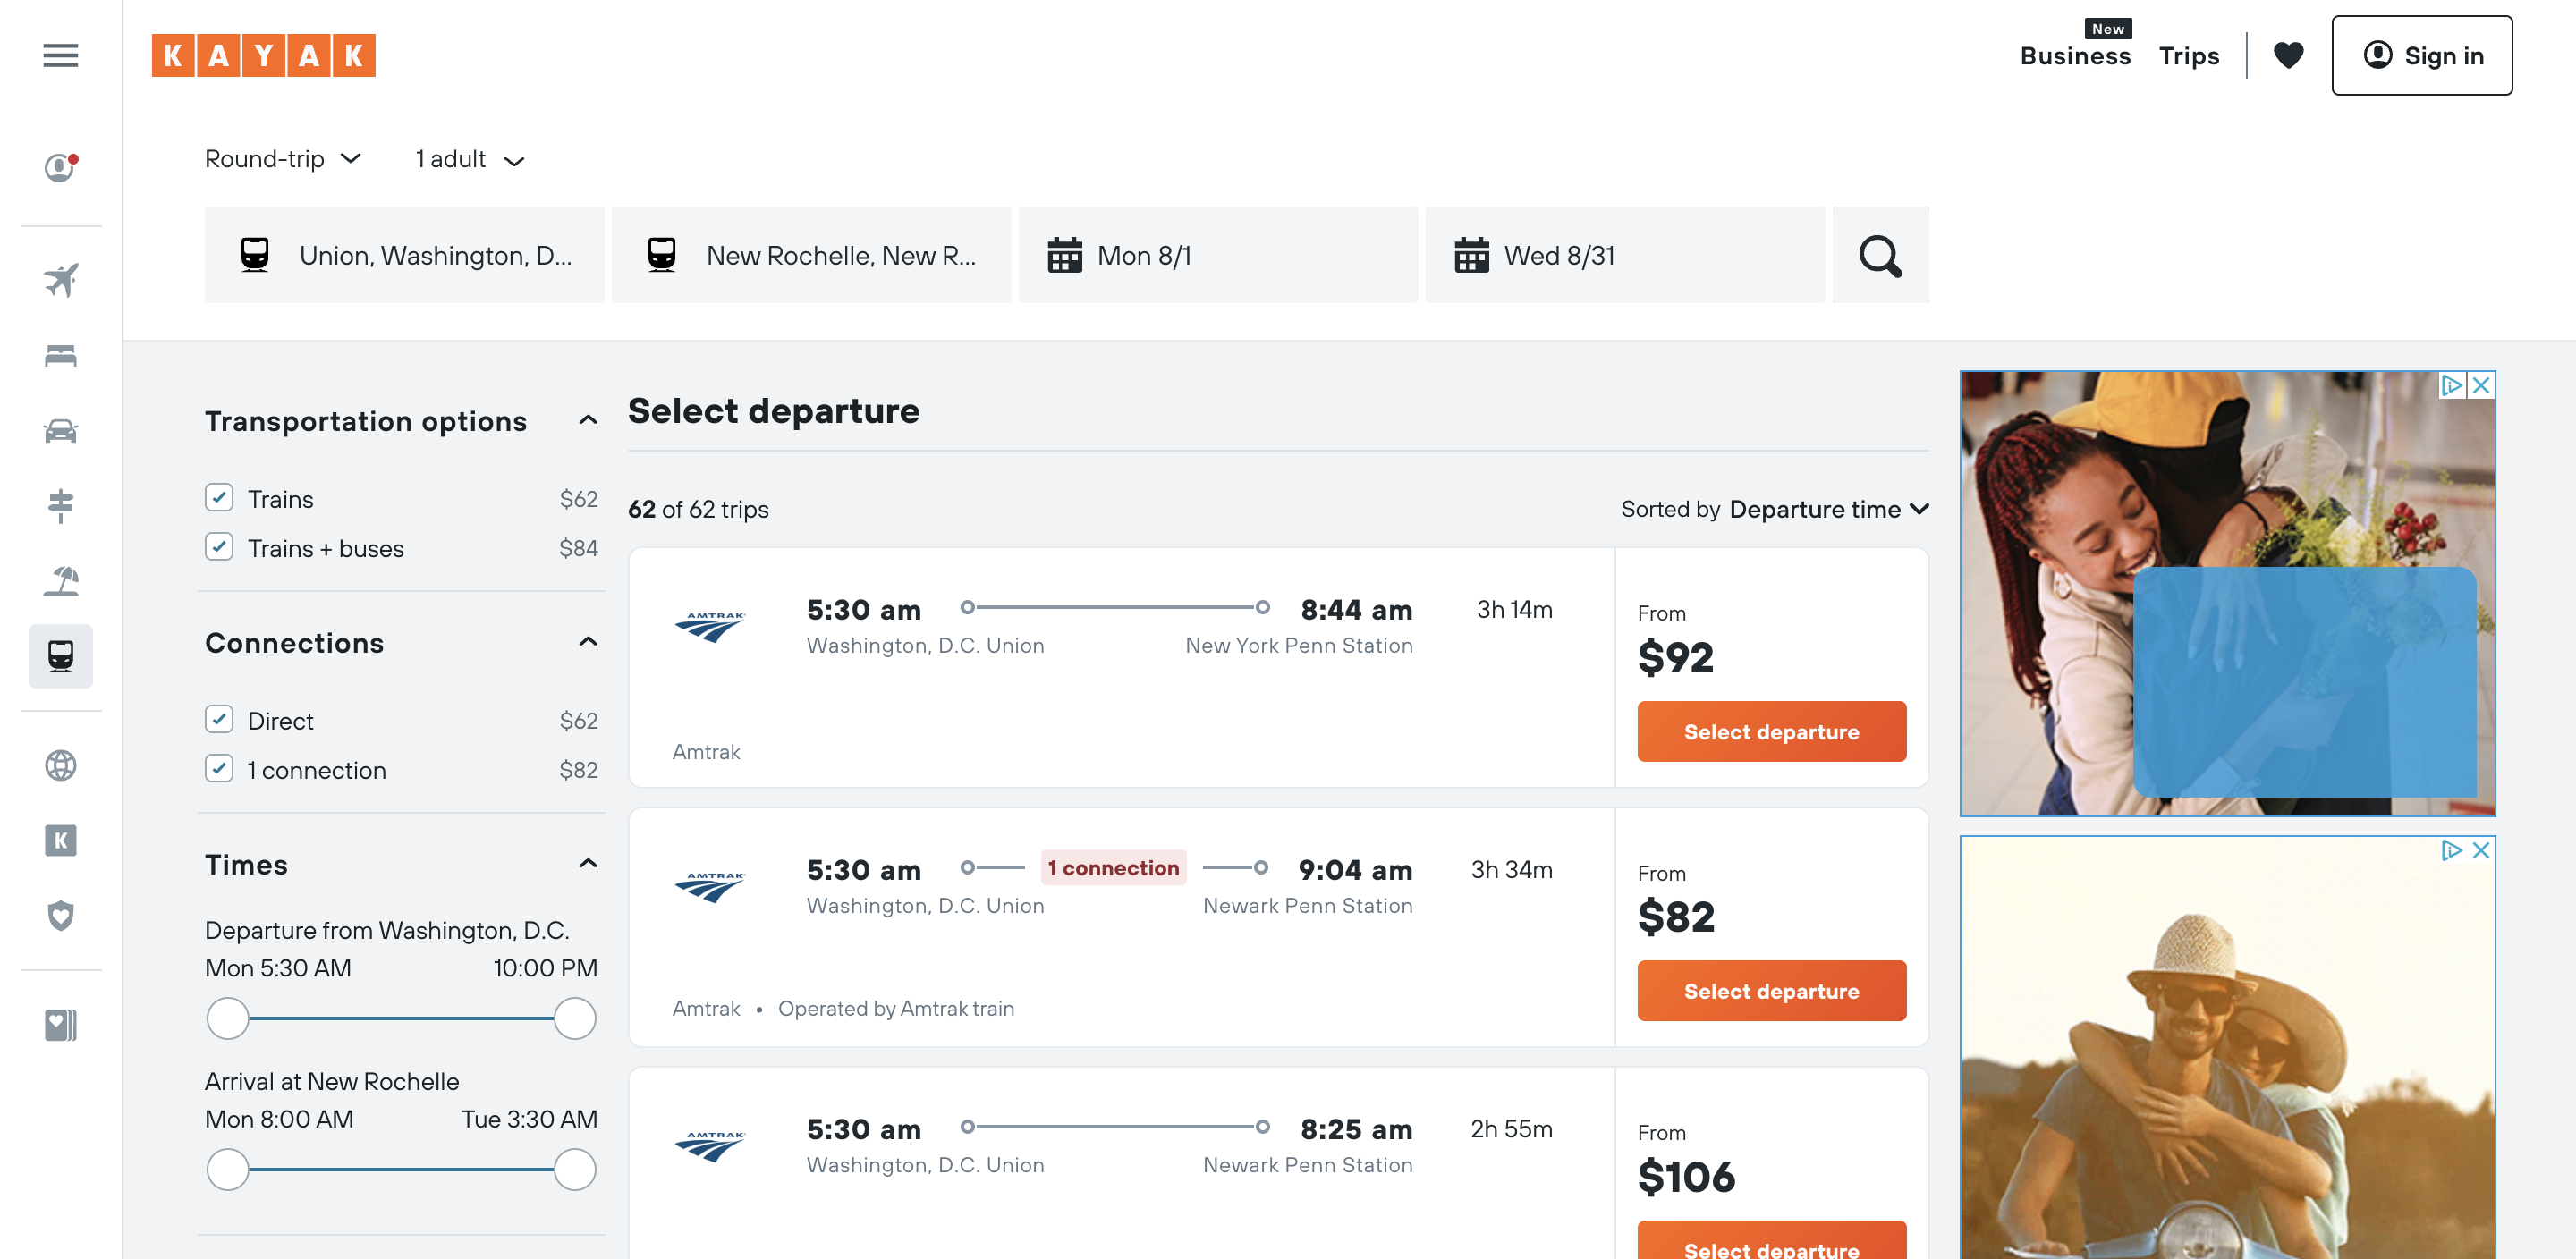 KAYAK
New
Business
Trips
Sign in
Round-trip
1 adult
Union, Washington, D...
New Rochelle, New R...
Mon 8/1
Wed 8/31
Transportation options
Trains $62
Trains + buses $84
Connections
Direct $62
1 connection $82
Times
Departure from Washington, D.C.
Mon 5:30 AM 10:00 PM
Arrival at New Rochelle
Mon 8:00 AM Tue 3:30 AM
Select departure
62 of 62 trips
Sorted by Departure time
AMTRAK
5:30 am 8:44 am 3h 14m
Washington, D.C. Union New York Penn Station
Amtrak
From
$92
Select departure
AMTRAK
5:30 am 1 connection 9:04 am 3h 34m
Washington, D.C. Union Newark Penn Station
Amtrak • Operated by Amtrak train
From
$82
Select departure
AMTRAK
5:30 am 8:25 am 2h 55m
Washington, D.C. Union Newark Penn Station
From
$106
Select departure
K